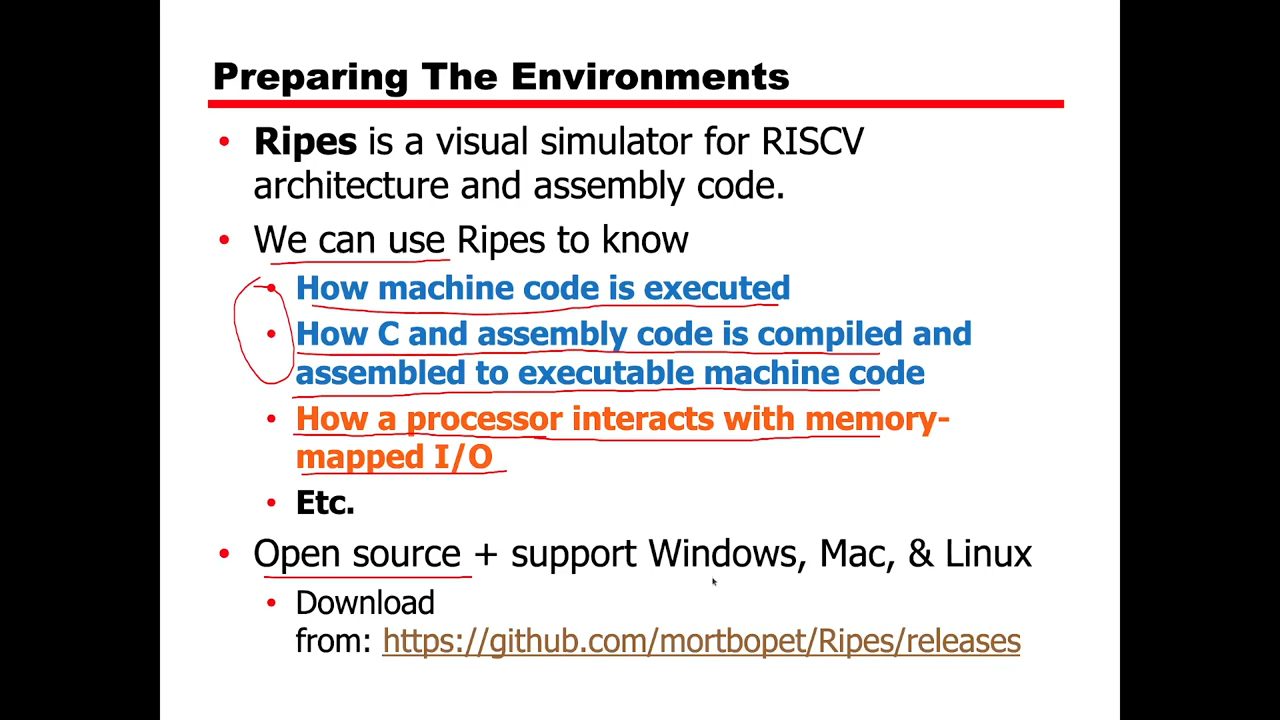 Preparing The Environments
• Ripes is a visual simulator for RISCV
architecture and assembly code.
• We can use Ripes to know
• How machine code is executed
• How C and assembly code is compiled and
assembled to executable machine code
• How a processor interacts with memory-
mapped I/O
• Etc.
• Open source + support Windows, Mac, & Linux
• Download
from: https://github.com/mortbopet/Ripes/releases